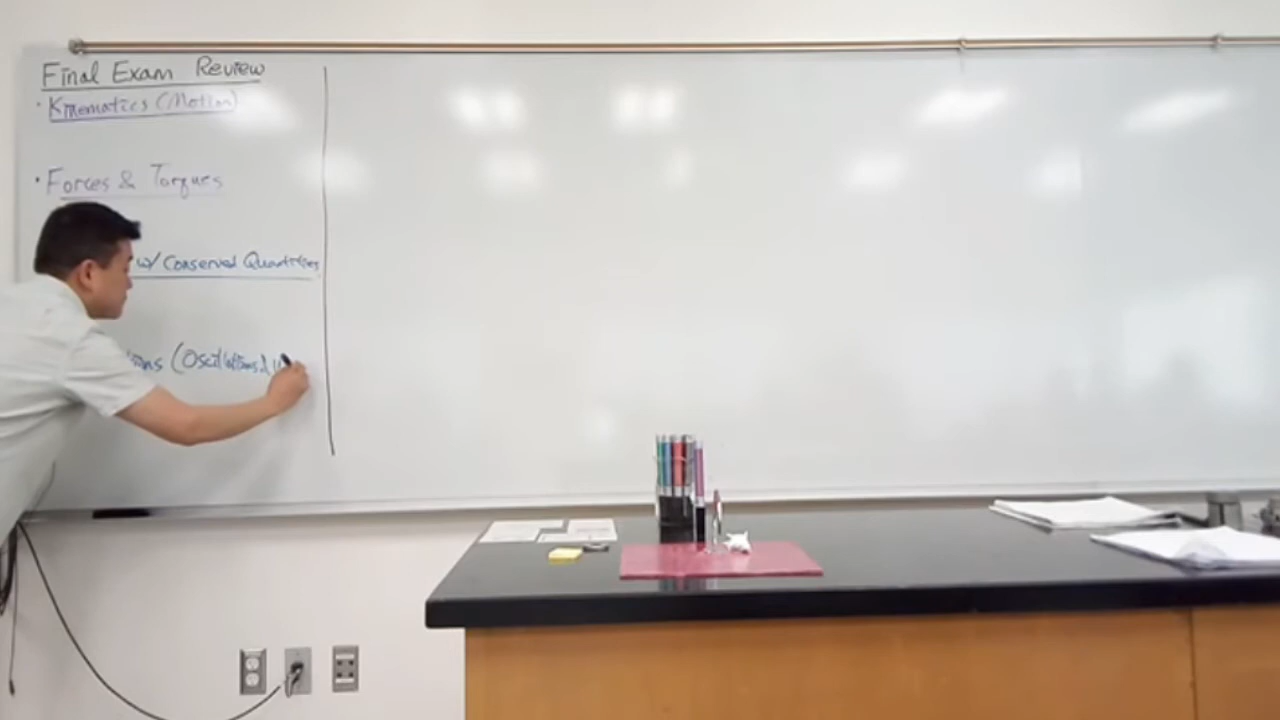 Final Exam Review
· Kinematics (Motion)
· Forces & Torques
w/ Conserved Quantities
(Oscillations &